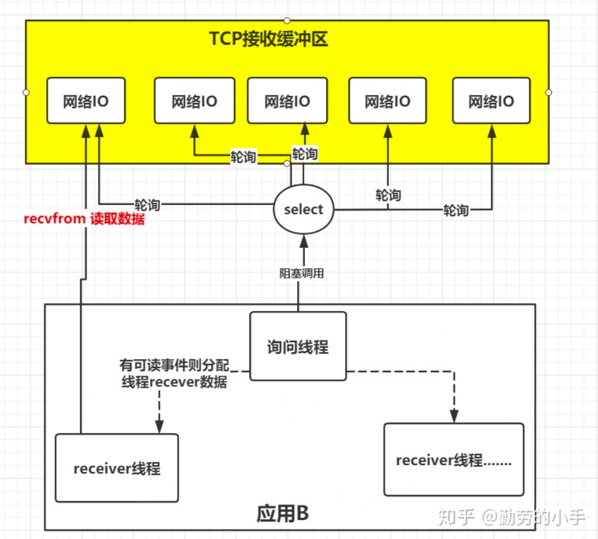 TCP接收缓冲区
网络IO
网络IO
网络IO
网络IO
网络IO
轮询
轮询
轮询
轮询
轮询
select
recvfrom 读取数据
阻塞调用
询问线程
有可读事件则分配
线程recever数据
receiver线程
receiver线程.......
应用B
知乎 @勤劳的小手